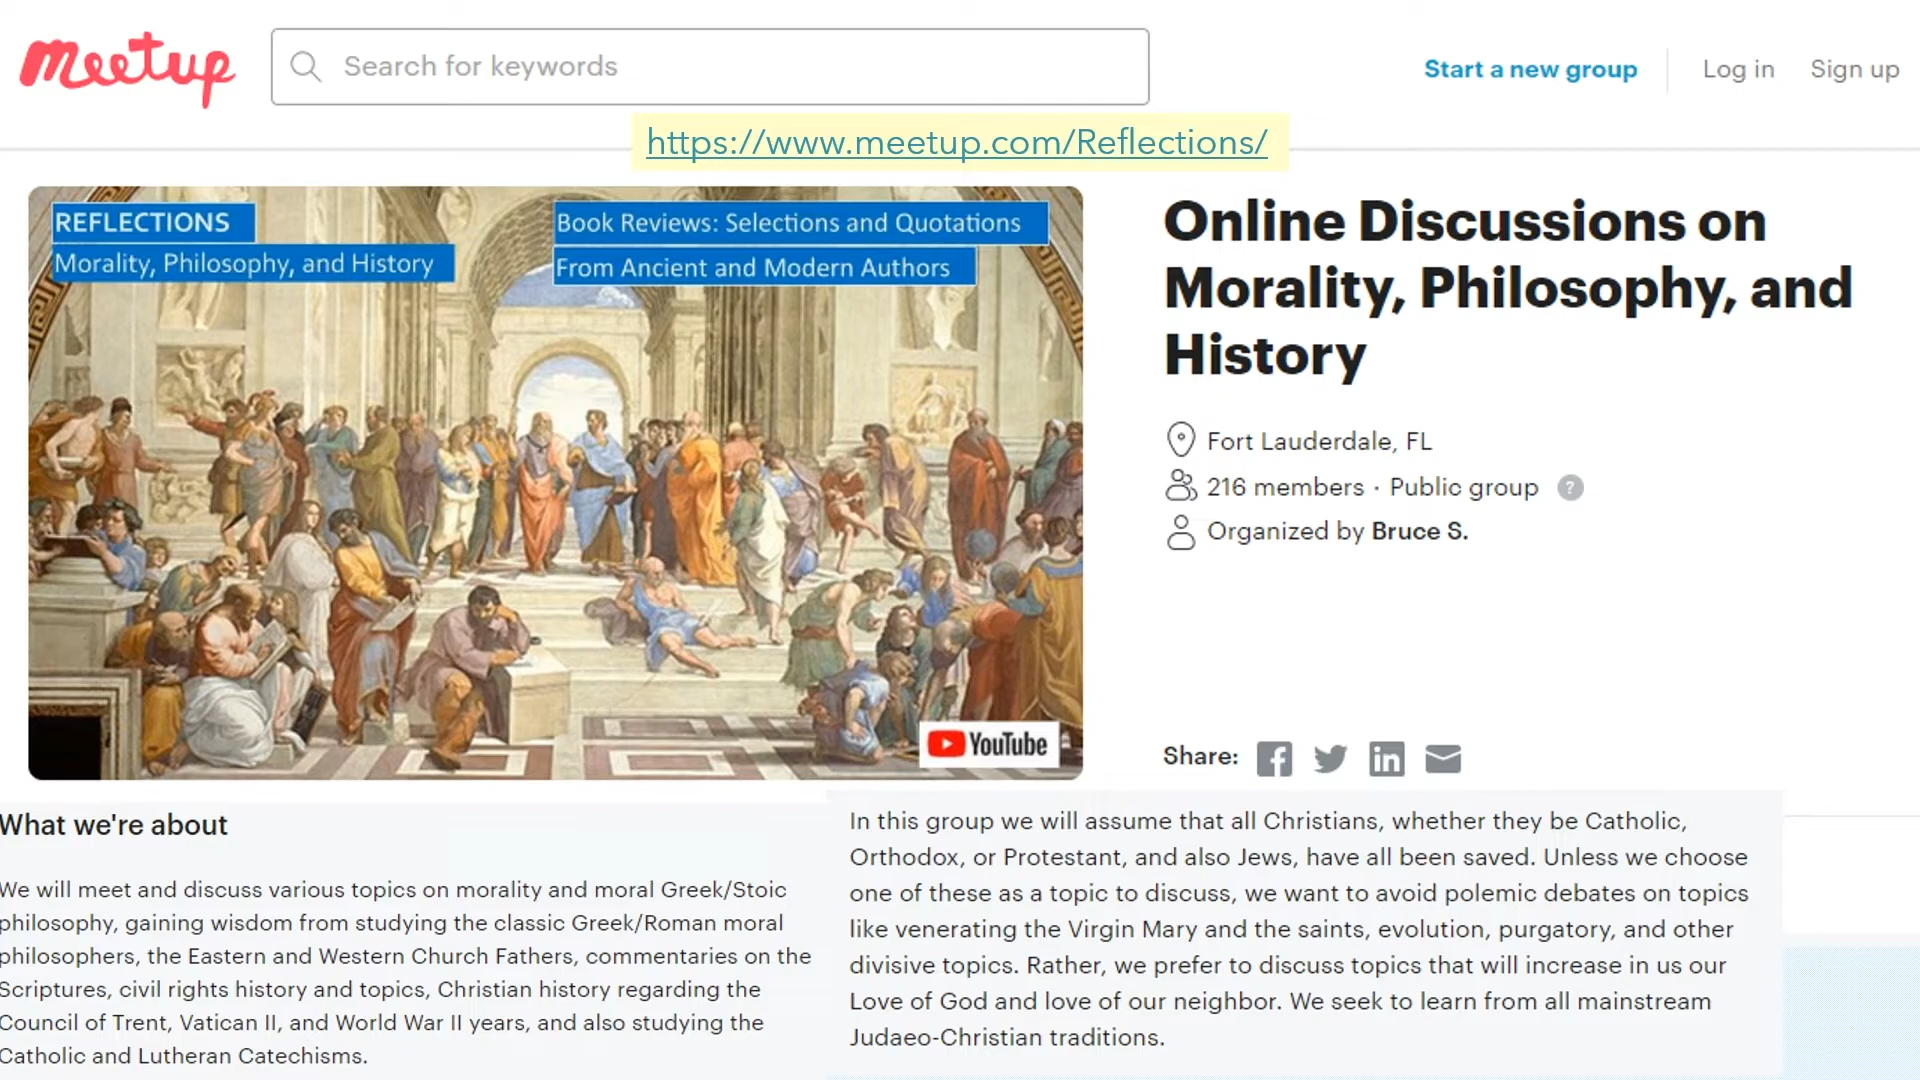 meetup
Search for keywords
Start a new group
Log in
Sign up
https://www.meetup.com/Reflections/
REFLECTIONS
Morality, Philosophy, and History
Book Reviews: Selections and Quotations
From Ancient and Modern Authors
YouTube
Online Discussions on
Morality, Philosophy, and
History
Fort Lauderdale, FL
216 members · Public group ?
Organized by Bruce S.
Share:
What we're about
We will meet and discuss various topics on morality and moral Greek/Stoic
philosophy, gaining wisdom from studying the classic Greek/Roman moral
philosophers, the Eastern and Western Church Fathers, commentaries on the
Scriptures, civil rights history and topics, Christian history regarding the
Council of Trent, Vatican II, and World War II years, and also studying the
Catholic and Lutheran Catechisms.
In this group we will assume that all Christians, whether they be Catholic,
Orthodox, or Protestant, and also Jews, have all been saved. Unless we choose
one of these as a topic to discuss, we want to avoid polemic debates on topics
like venerating the Virgin Mary and the saints, evolution, purgatory, and other
divisive topics. Rather, we prefer to discuss topics that will increase in us our
Love of God and love of our neighbor. We seek to learn from all mainstream
Judaeo-Christian traditions.